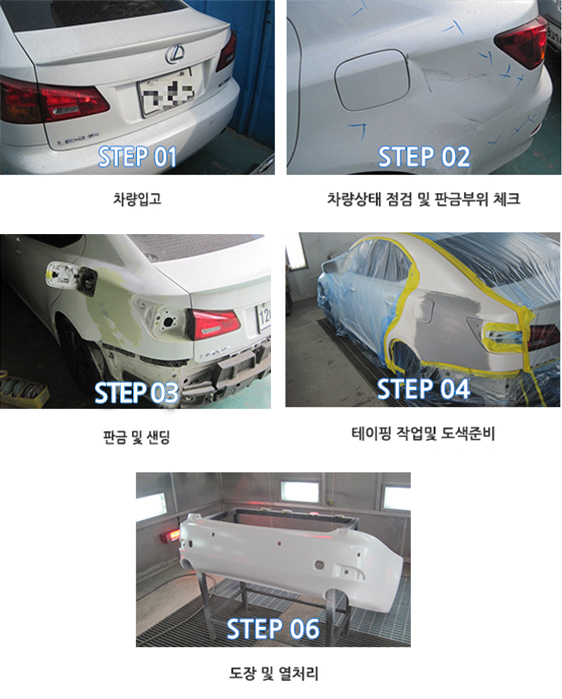 STEP 01
STEP 02
차량입고
차량상태 점검 및 판금부위 체크
STEP 03
STEP 04
판금 및 샌딩
테이핑 작업및 도색준비
STEP 06
도장 및 열처리